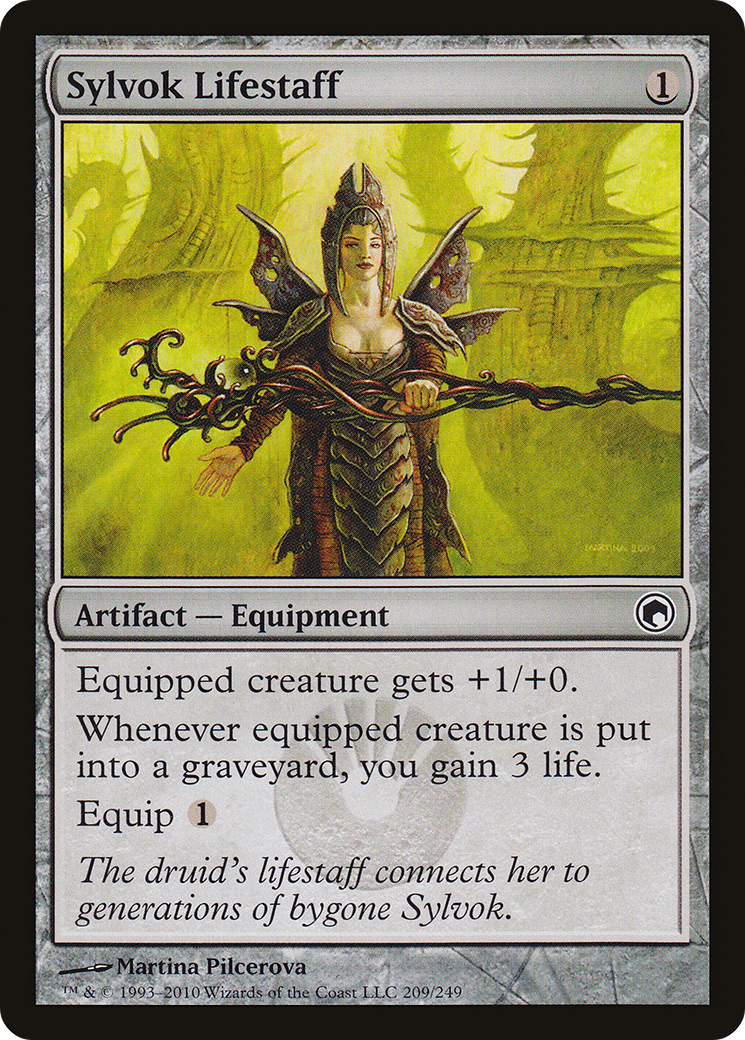 Sylvok Lifestaff 1
MARTINA 2009
Artifact — Equipment
Equipped creature gets +1/+0.
Whenever equipped creature is put
into a graveyard, you gain 3 life.
Equip 1
The druid's lifestaff connects her to
generations of bygone Sylvok.
Martina Pilcerova
™ & © 1993–2010 Wizards of the Coast LLC 209/249